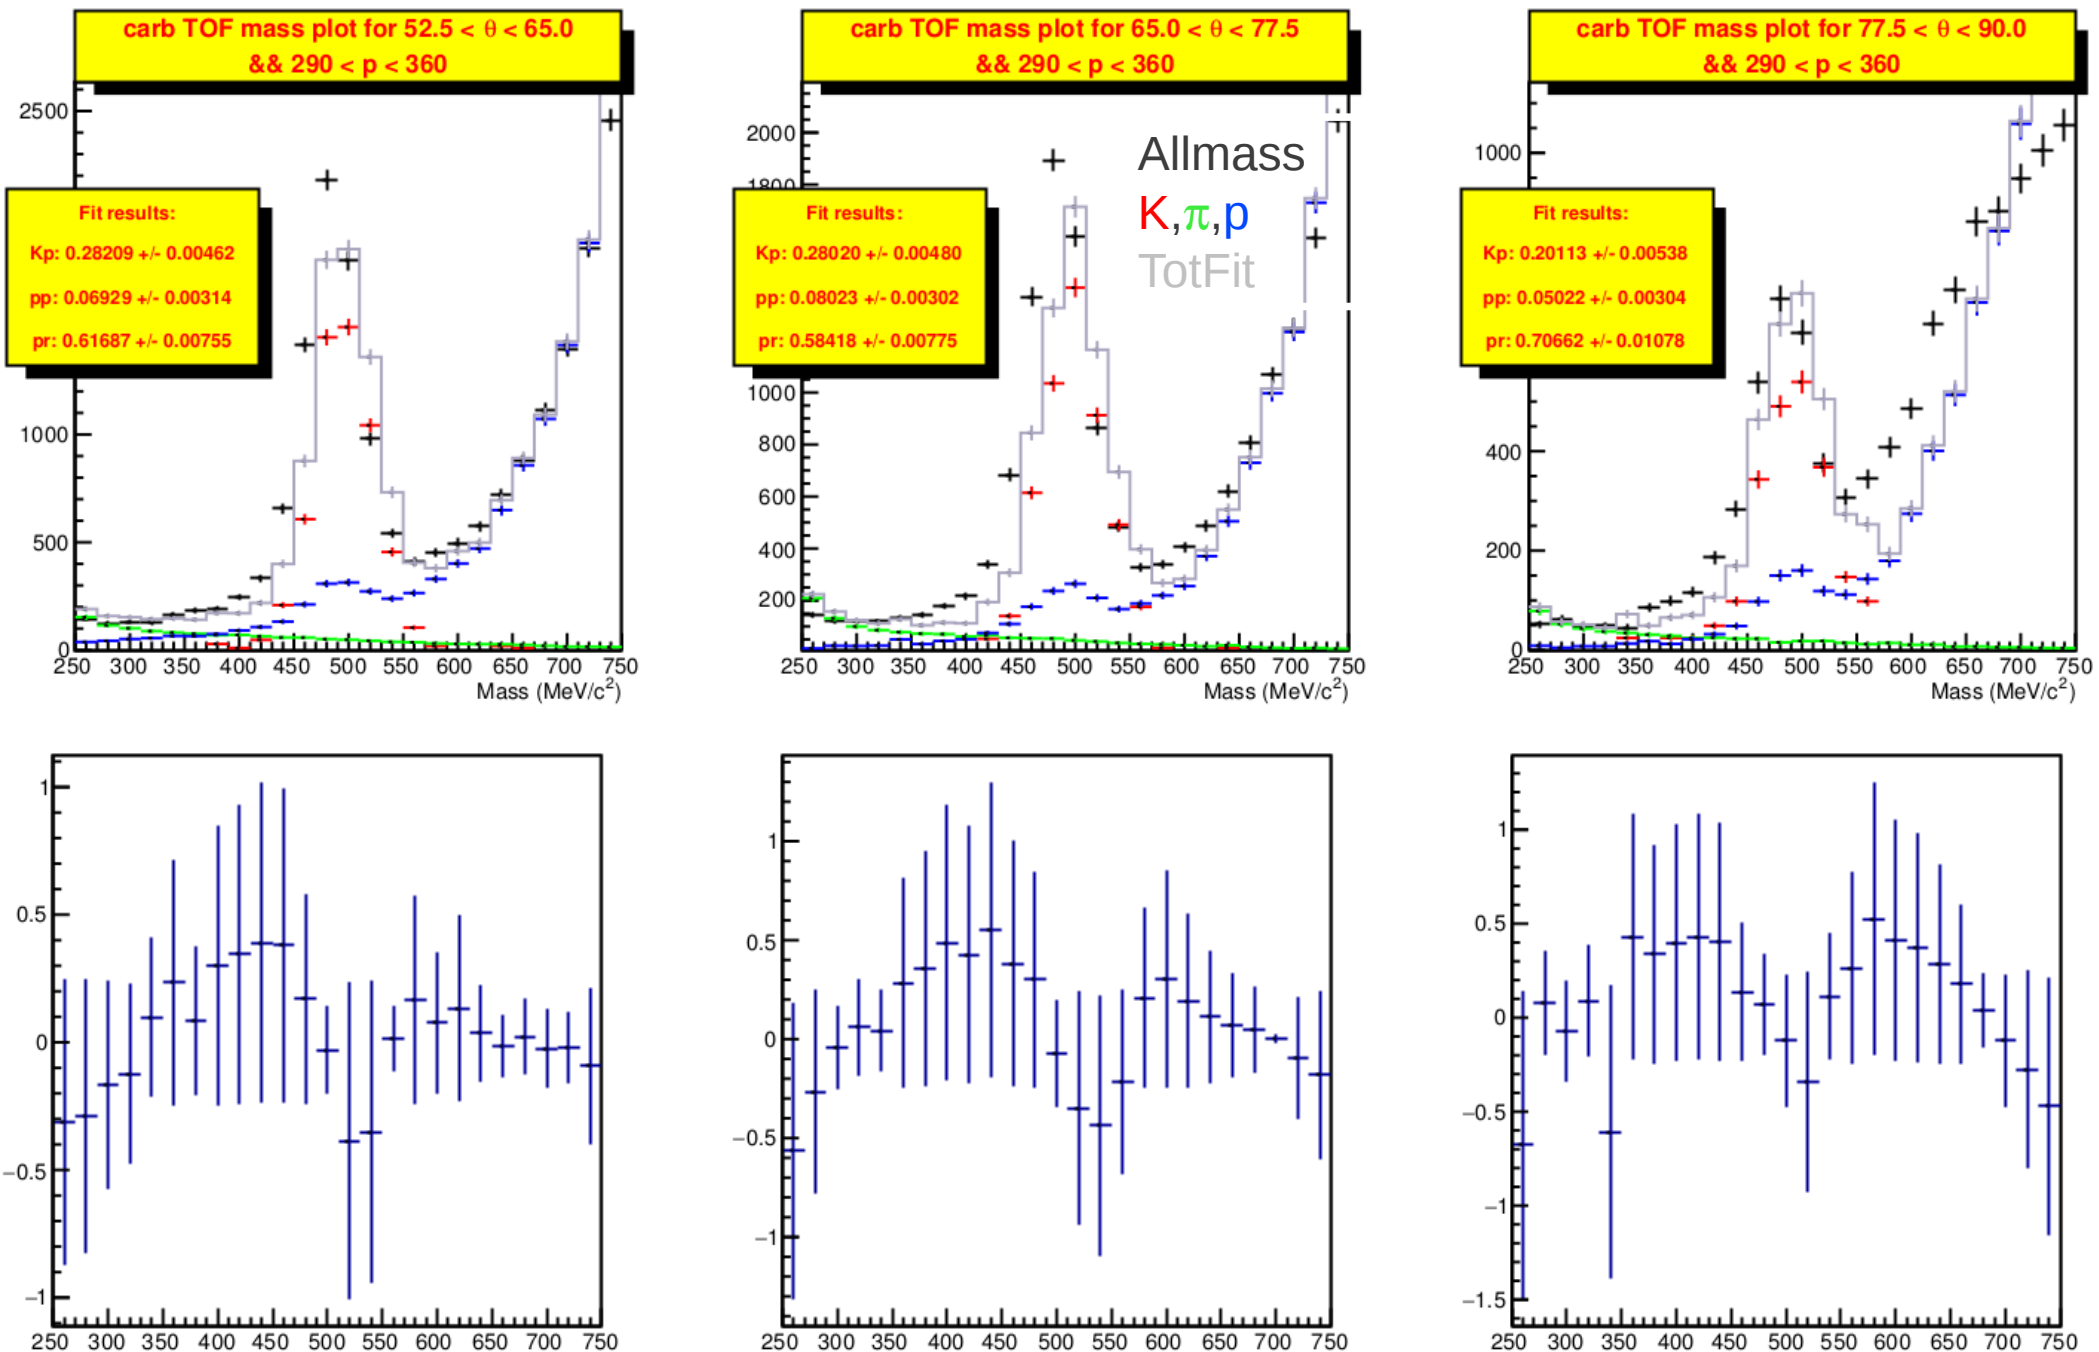 carb TOF mass plot for 52.5 < θ < 65.0
&& 290 < p < 360
2500
Fit results:
Kp: 0.28209 +/- 0.00462
pp: 0.06929 +/- 0.00314
pr: 0.61687 +/- 0.00755
1000
500
0
250 300 350 400 450 500 550 600 650 700 750
Mass (MeV/c²)
carb TOF mass plot for 65.0 < θ < 77.5
&& 290 < p < 360
2000
1800
Allmass
K,π,p
TotFit
Fit results:
Kp: 0.28020 +/- 0.00480
pp: 0.08023 +/- 0.00302
pr: 0.58418 +/- 0.00775
1000
800
600
400
200
250 300 350 400 450 500 550 600 650 700 750
Mass (MeV/c²)
carb TOF mass plot for 77.5 < θ < 90.0
&& 290 < p < 360
1000
Fit results:
Kp: 0.20113 +/- 0.00538
pp: 0.05022 +/- 0.00304
pr: 0.70662 +/- 0.01078
400
200
0
250 300 350 400 450 500 550 600 650 700 750
Mass (MeV/c²)
1
0.5
0
−0.5
−1
250 300 350 400 450 500 550 600 650 700 750
1
0.5
0
−0.5
−1
250 300 350 400 450 500 550 600 650 700 750
1
0.5
0
−0.5
−1
−1.5
250 300 350 400 450 500 550 600 650 700 750